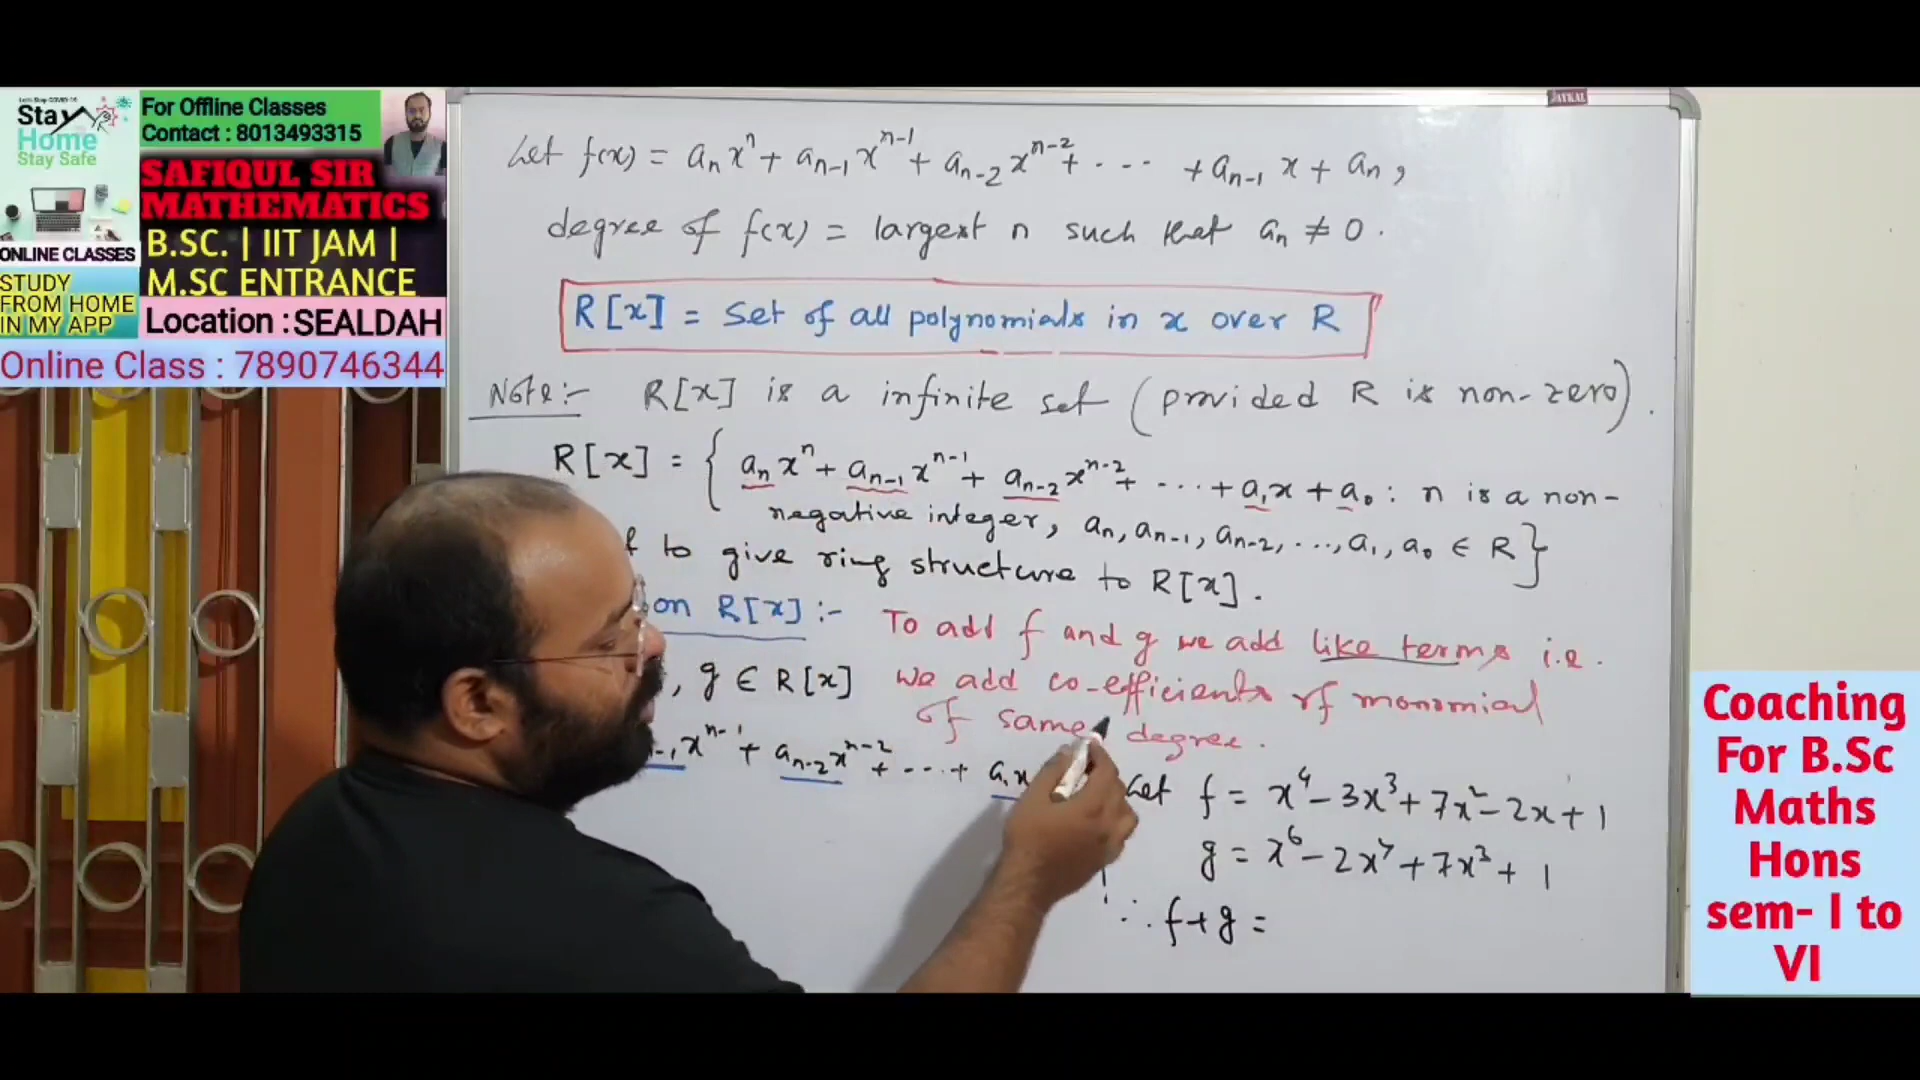 Stay
Home
Stay Safe
ONLINE CLASSES
STUDY
FROM HOME
IN MY APP
For Offline Classes
Contact : 8013493315
SAFIQUL SIR
MATHEMATICS
B.SC. | IIT JAM |
M.SC ENTRANCE
Location : SEALDAH
Online Class : 7890746344
Let f(x) = aₙxⁿ + aₙ₋₁xⁿ⁻¹ + aₙ₋₂xⁿ⁻² + ··· + aₙ₋₁x + aₙ,
degree of f(x) = largest n such that aₙ ≠ 0.
R[x] = Set of all polynomials in x over R
Note:- R[x] is a infinite set (provided R is non-zero).
R[x] = { aₙxⁿ + aₙ₋₁xⁿ⁻¹ + aₙ₋₂xⁿ⁻² + ··· + a₁x + a₀ : n is a non-
negative integer, aₙ, aₙ₋₁, aₙ₋₂, ..., a₁, a₀ ∈ R }
to give ring structure to R[x].
on R[x] :- To add f and g we add like terms i.e.
, g ∈ R[x] we add co-efficients of monomial
of same degree.
₋₁xⁿ⁻¹ + aₙ₋₂xⁿ⁻² + ··· + a₁x
Let f = x⁴ - 3x³ + 7x² - 2x + 1
g = x⁶ - 2x⁴ + 7x³ + 1
∴ f+g =
Coaching
For B.Sc
Maths
Hons
sem- I to
VI